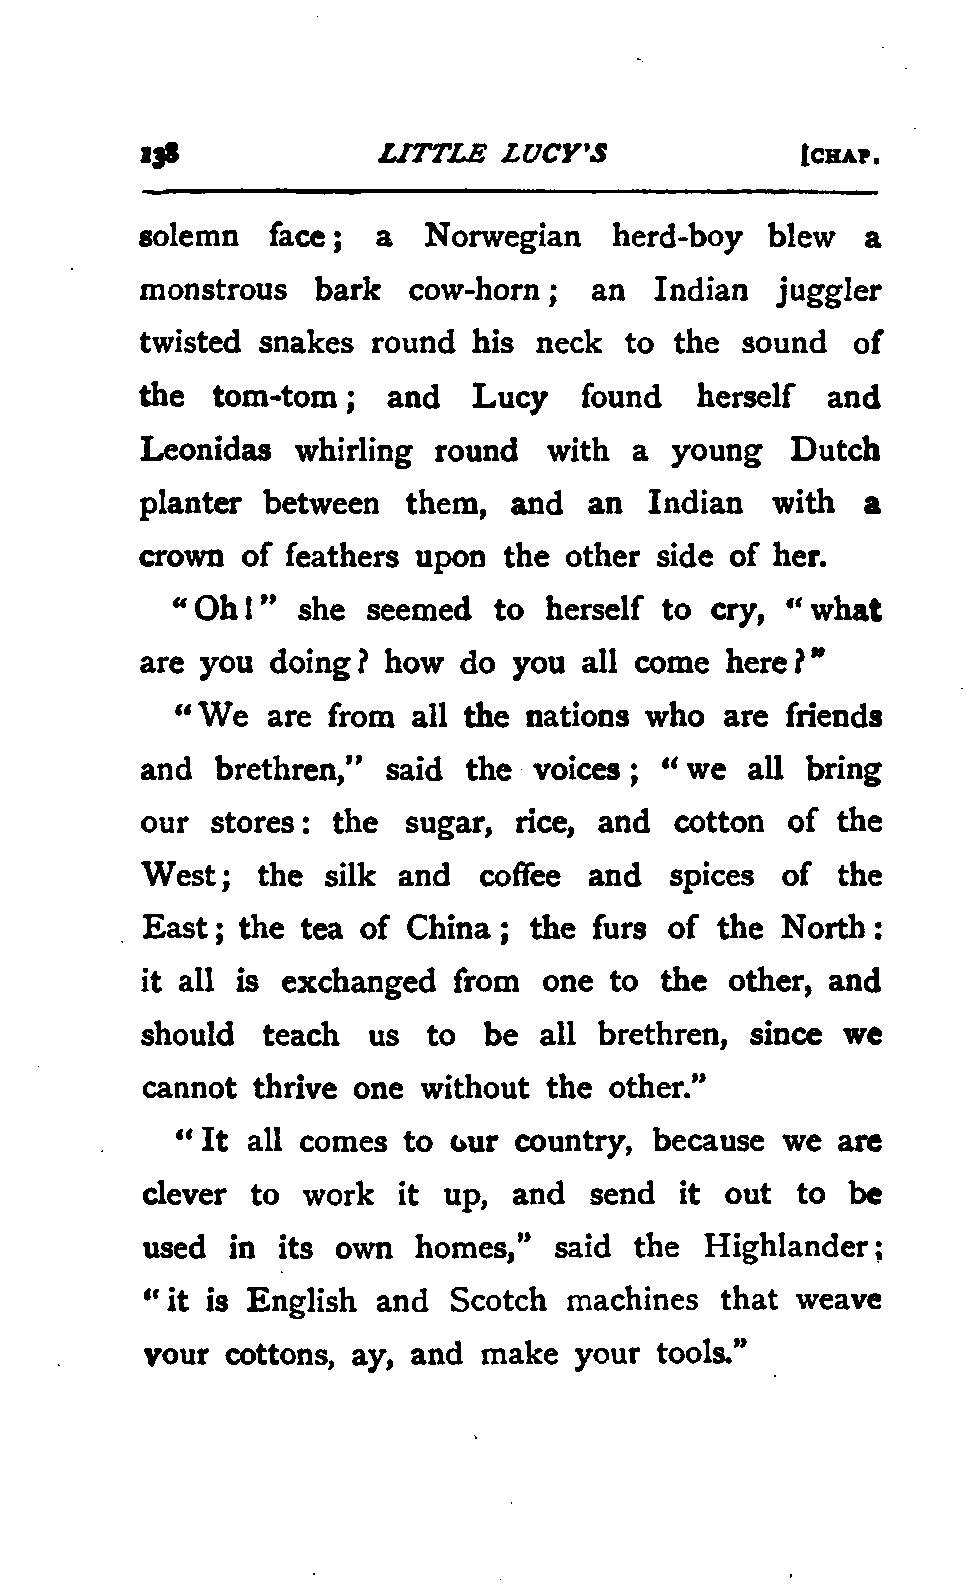 138 LITTLE LUCY'S [CHAP.
solemn face; a Norwegian herd-boy blew a
monstrous bark cow-horn; an Indian juggler
twisted snakes round his neck to the sound of
the tom-tom; and Lucy found herself and
Leonidas whirling round with a young Dutch
planter between them, and an Indian with a
crown of feathers upon the other side of her.
"Oh!" she seemed to herself to cry, "what
are you doing? how do you all come here?"
"We are from all the nations who are friends
and brethren," said the voices; "we all bring
our stores: the sugar, rice, and cotton of the
West; the silk and coffee and spices of the
East; the tea of China; the furs of the North:
it all is exchanged from one to the other, and
should teach us to be all brethren, since we
cannot thrive one without the other."
"It all comes to our country, because we are
clever to work it up, and send it out to be
used in its own homes," said the Highlander;
"it is English and Scotch machines that weave
your cottons, ay, and make your tools."